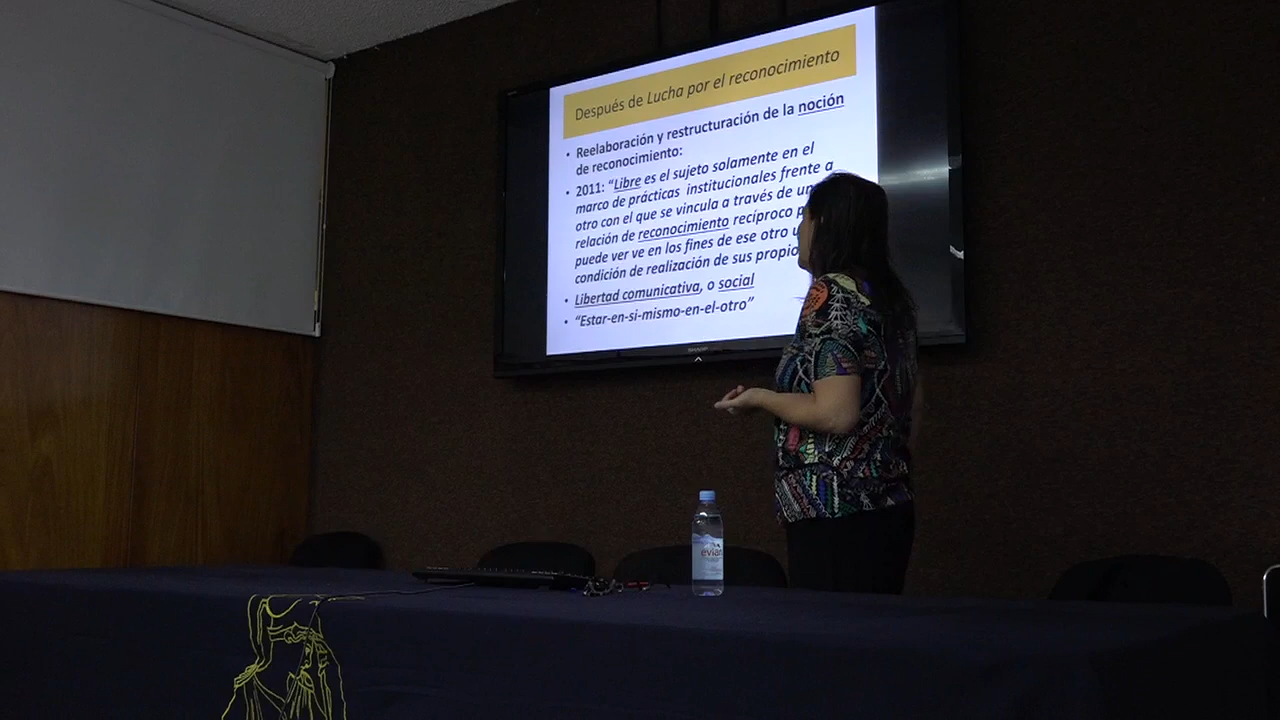 Después de Lucha por el reconocimiento
• Reelaboración y restructuración de la noción
de reconocimiento:
• 2011: “Libre es el sujeto solamente en el
marco de prácticas institucionales frente a
otro con el que se vincula a través de
relación de reconocimiento recíproco
puede ver ve en los fines de ese otro
condición de realización de sus
• Libertad comunicativa, o social
• “Estar-en-si-mismo-en-el-otro”
SHARP
evian